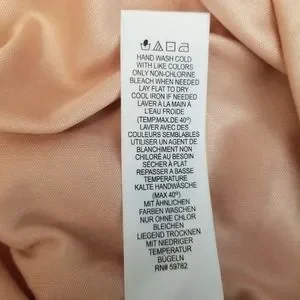 HAND WASH COLD
WITH LIKE COLORS
ONLY NON-CHLORINE
BLEACH WHEN NEEDED
LAY FLAT TO DRY
COOL IRON IF NEEDED
LAVER À LA MAIN À
L'EAU FROIDE
(TEMP.MAX.DE 40º)
LAVER AVEC DES
COULEURS SEMBLABLES
UTILISER UN AGENT DE
BLANCHIMENT NON
CHLORÉ AU BESOIN
SÉCHER À PLAT
REPASSER A BASSE
TEMPERATURE
KALTE HANDWÄSCHE
(MAX 40º)
MIT ÄHNLICHEN
FARBEN WASCHEN
NUR OHNE CHLOR
BLEICHEN
LIEGEND TROCKNEN
MIT NIEDRIGER
TEMPERATUR
BÜGELN
RN# 59782